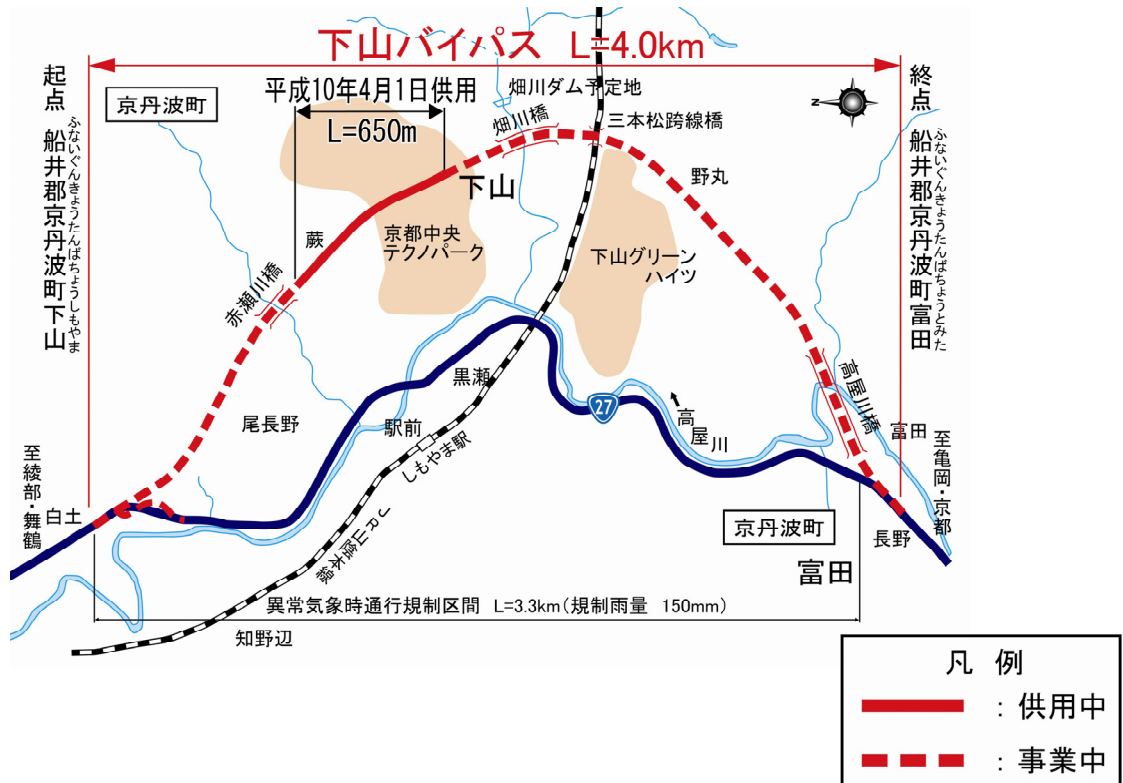 下山バイパス L=4.0km
起点 船井郡京丹波町下山
ふないぐんきょうたんばちょうしもやま
京丹波町
平成10年4月1日供用
L=650m
畑川ダム予定地
畑川橋
三本松跨線橋
N
終点 船井郡京丹波町富田
ふないぐんきょうたんばちょうとみた
下山
野丸
蕨
京都中央
テクノパーク
下山グリーン
ハイツ
赤瀬川橋
黒瀬
27
高屋川
高屋川橋
尾長野
駅前
しもやま駅
富田
至亀岡・京都
至綾部・舞鶴
白土
JR山陰本線
京丹波町
長野
富田
異常気象時通行規制区間 L=3.3km(規制雨量 150mm)
知野辺
凡 例
:供用中
:事業中